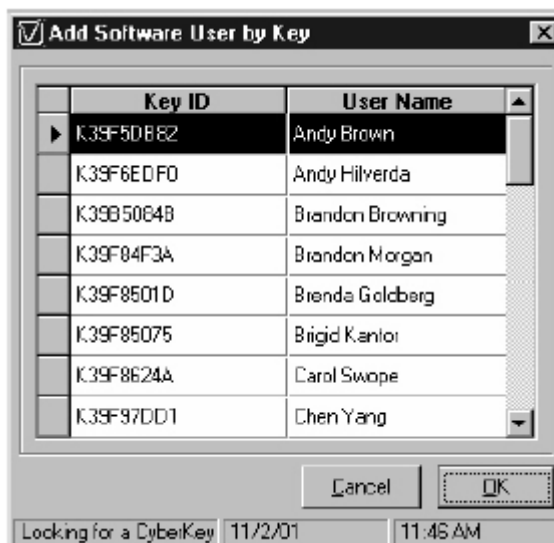 Add Software User by Key
Key ID User Name
K39F5DB82 Andy Brown
K39F6EDF0 Andy Hilverda
K39B5084B Brandon Browning
K39F84F3A Brandon Morgan
K39F8501D Brenda Goldberg
K39F85075 Brigid Kantor
K39F8624A Carol Swope
K39F97DD1 Chen Yang
Cancel OK
Looking for a CyberKey 11/2/01 11:46 AM